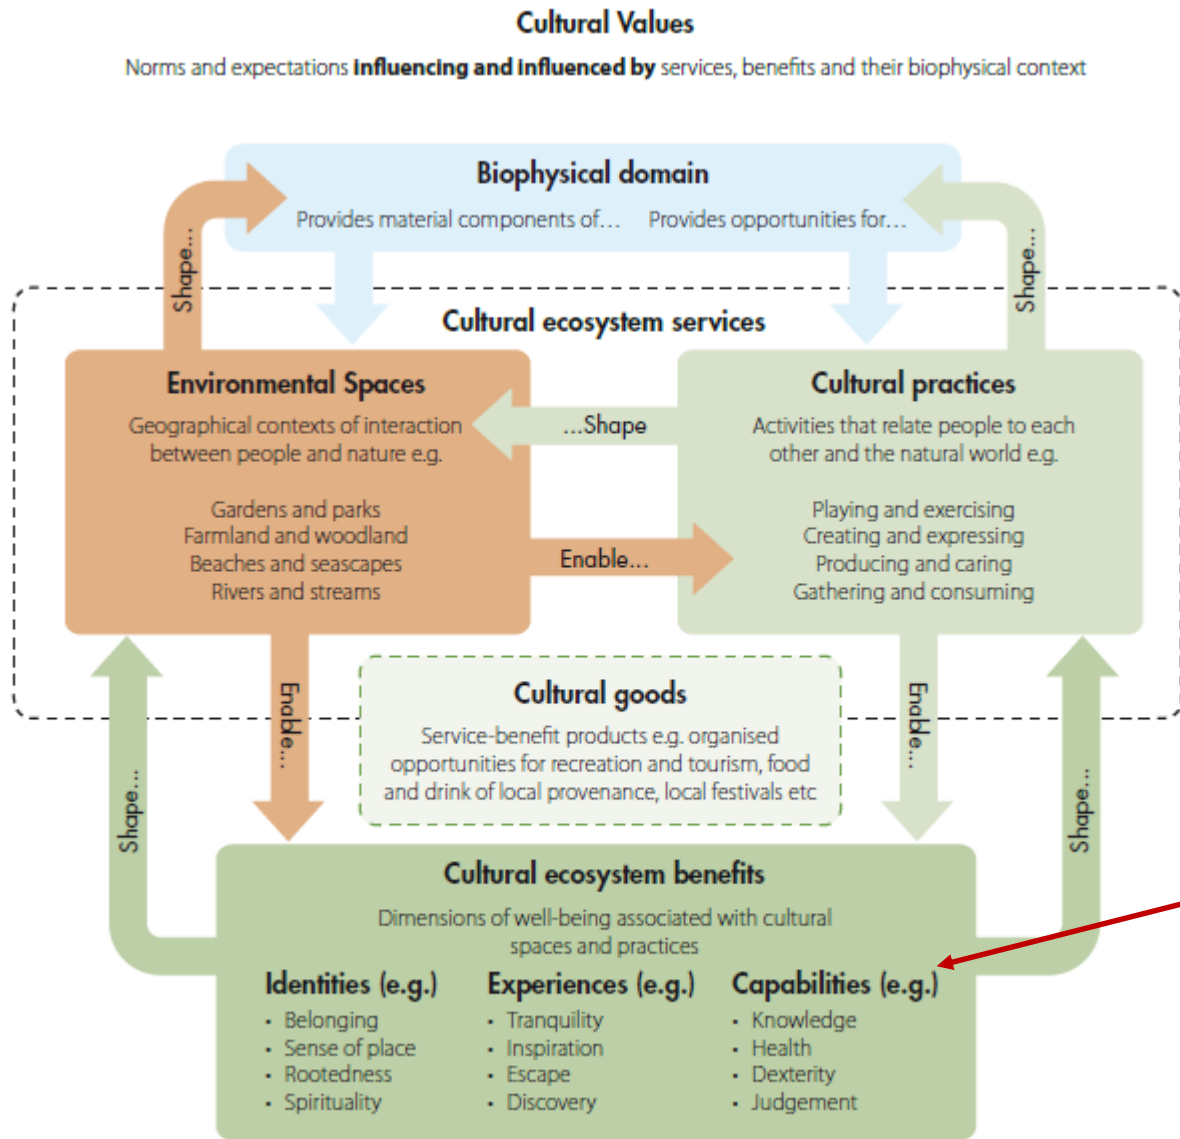 Cultural Values
Norms and expectations influencing and influenced by services, benefits and their biophysical context
Biophysical domain
Provides material components of... Provides opportunities for...
Shape...
Shape...
Cultural ecosystem services
Environmental Spaces
Geographical contexts of interaction
between people and nature e.g.
Gardens and parks
Farmland and woodland
Beaches and seascapes
Rivers and streams
...Shape
Enable...
Cultural practices
Activities that relate people to each
other and the natural world e.g.
Playing and exercising
Creating and expressing
Producing and caring
Gathering and consuming
Enable...
Cultural goods
Service-benefit products e.g. organised
opportunities for recreation and tourism, food
and drink of local provenance, local festivals etc
Enable...
Shape...
Shape...
Cultural ecosystem benefits
Dimensions of well-being associated with cultural
spaces and practices
Identities (e.g.)
• Belonging
• Sense of place
• Rootedness
• Spirituality
Experiences (e.g.)
• Tranquility
• Inspiration
• Escape
• Discovery
Capabilities (e.g.)
• Knowledge
• Health
• Dexterity
• Judgement